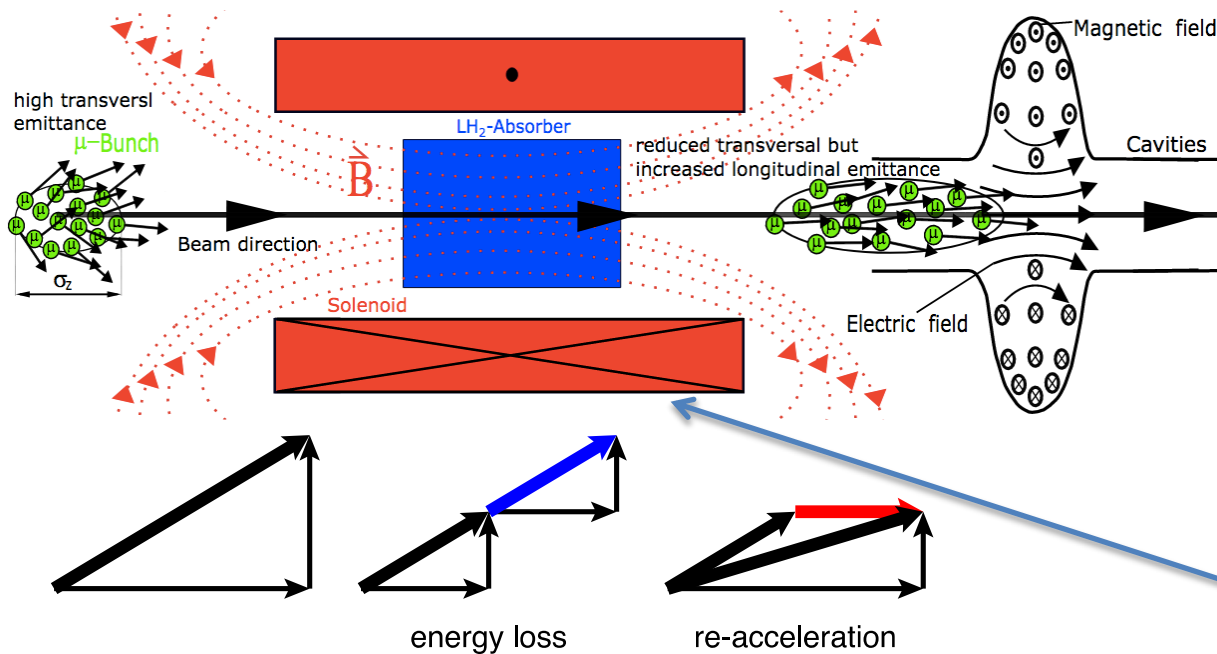 Magnetic field
high transversl
emittance
μ-Bunch
LH₂-Absorber
reduced transversal but
increased longitudinal emittance
Cavities
B⃗
μ μ μ μ μ μ μ μ μ μ μ μ μ
μ μ μ μ μ μ μ μ μ μ μ μ
Beam direction
σz
Solenoid
Electric field
energy loss
re-acceleration